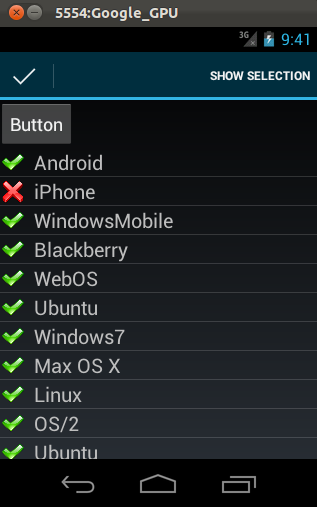 5554:Google_GPU
3G 9:41
SHOW SELECTION
Button
Android
iPhone
WindowsMobile
Blackberry
WebOS
Ubuntu
Windows7
Max OS X
Linux
OS/2
Ubuntu